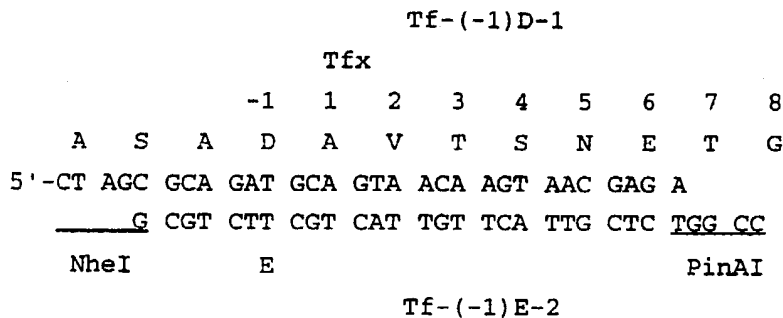 Tf-(-1)D-1
Tfx
-1 1 2 3 4 5 6 7 8
A S A D A V T S N E T G
5'-CT AGC GCA GAT GCA GTA ACA AGT AAC GAG A
G CGT CTT CGT CAT TGT TCA TTG CTC TGG CC
NheI E PinAI
Tf-(-1)E-2